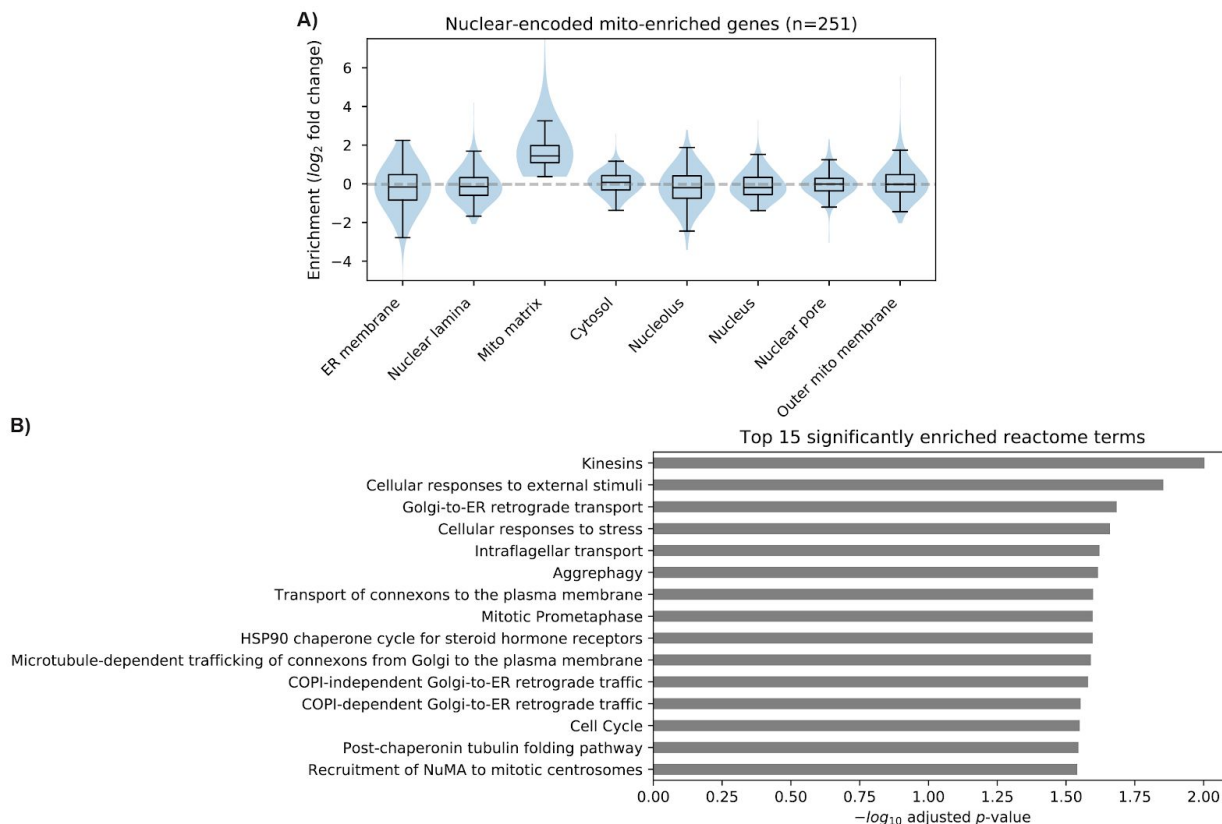 A)
Nuclear-encoded mito-enriched genes (n=251)
Enrichment (log₂ fold change)
6
4
2
0
−2
−4
ER membrane
Nuclear lamina
Mito matrix
Cytosol
Nucleolus
Nucleus
Nuclear pore
Outer mito membrane
B)
Top 15 significantly enriched reactome terms
Kinesins
Cellular responses to external stimuli
Golgi-to-ER retrograde transport
Cellular responses to stress
Intraflagellar transport
Aggrephagy
Transport of connexons to the plasma membrane
Mitotic Prometaphase
HSP90 chaperone cycle for steroid hormone receptors
Microtubule-dependent trafficking of connexons from Golgi to the plasma membrane
COPI-independent Golgi-to-ER retrograde traffic
COPI-dependent Golgi-to-ER retrograde traffic
Cell Cycle
Post-chaperonin tubulin folding pathway
Recruitment of NuMA to mitotic centrosomes
0.00 0.25 0.50 0.75 1.00 1.25 1.50 1.75 2.00
−log₁₀ adjusted p-value